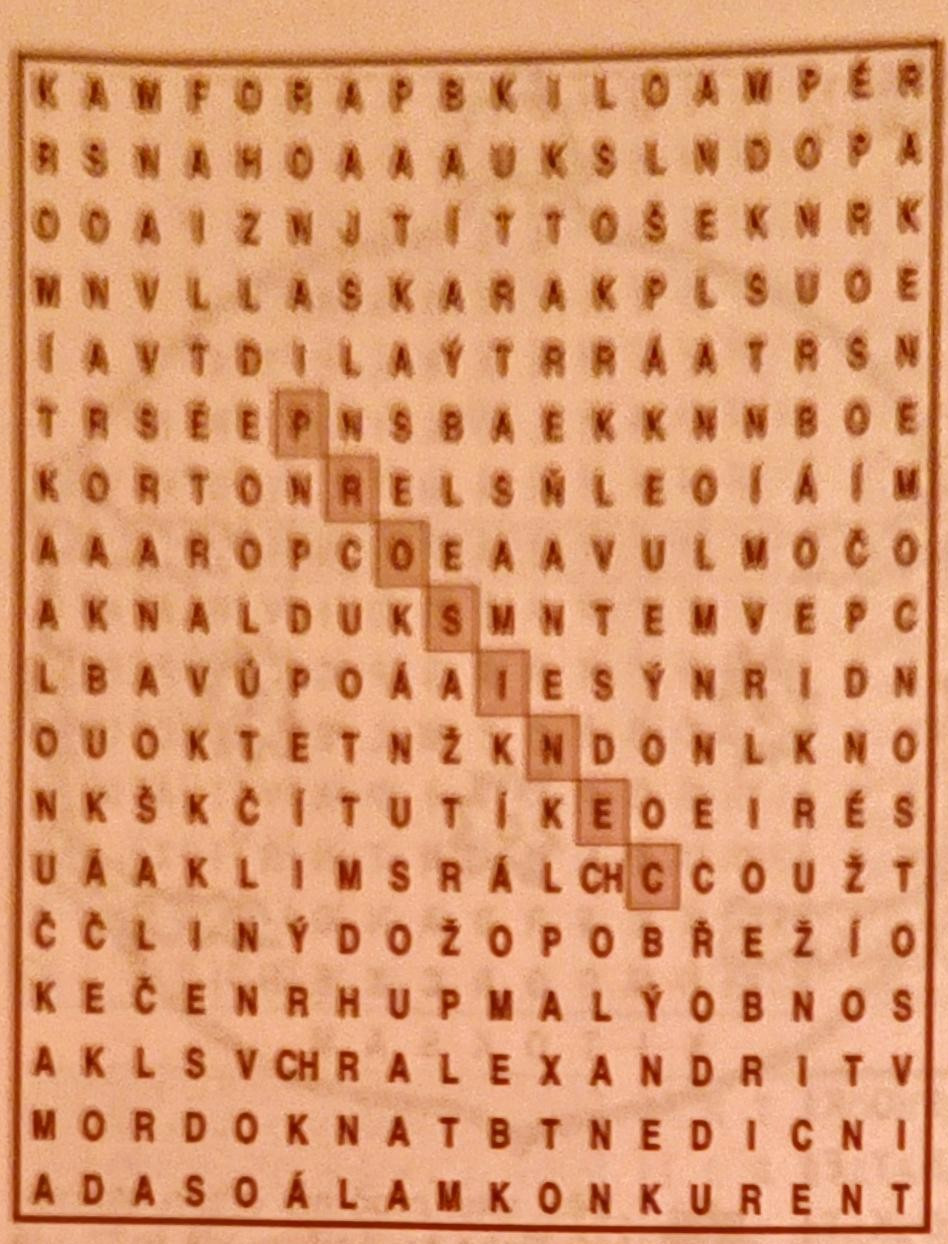 K A W F O R A P B K I L O A M P É R
R S N A H O A A A U K S L N D O P A
O O A I Z N J T Í T T O Š E K N R K
M N V L L A S K A R A K P L S U O E
Í A V T D I L A Ý T R R Á A T R S N
T R S E E P N S B A E K K N N B O E
K O R T O N R E L S Ň L E O Í Á Í M
A A A R O P C O E A A V U L M O Č O
A K N A L D U K S M N T E M V E P C
L B A V Ů P O Á A I E S Ý N R I D N
O U O K T E T N Ž K N D O N L K N O
N K Š K Č Í T U T Í K E O E I R É S
U Á A K L I M S R Á L CH C C O U Ž T
Č Č L I N Ý D O Ž O P O B Ř E Ž Í O
K E Č E N R H U P M A L Ý O B N O S
A K L S V CH R A L E X A N D R I T V
M O R D O K N A T B T N E D I C N I
A D A S O Á L A M K O N K U R E N T